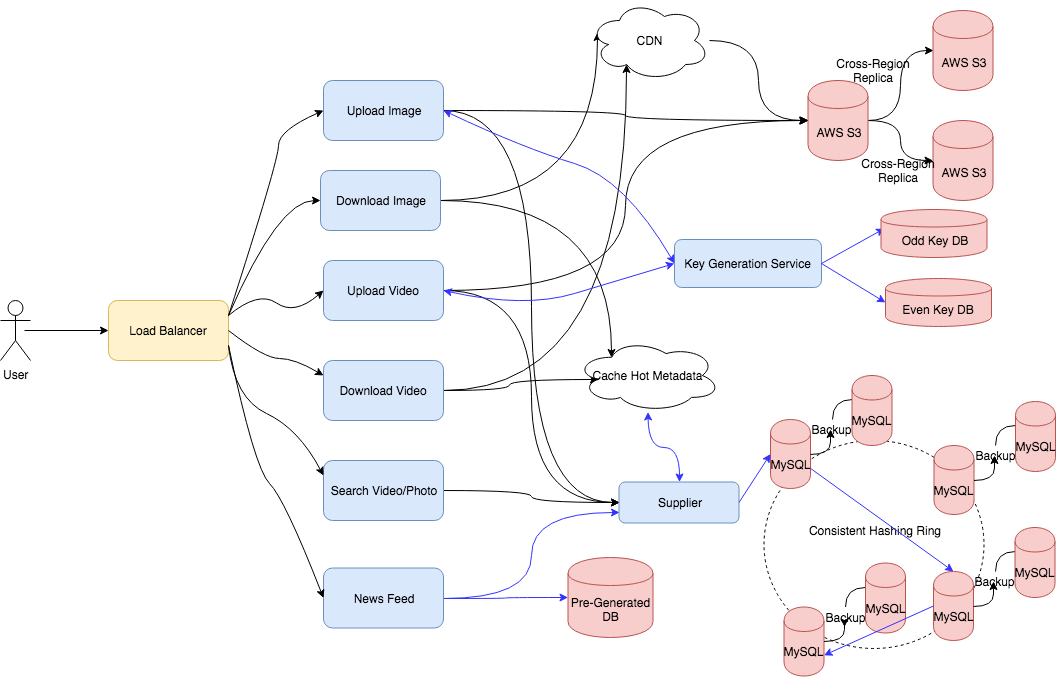 CDN
Cross-Region
Replica
AWS S3
AWS S3
Cross-Region
Replica
AWS S3
Upload Image
Download Image
Upload Video
Download Video
Search Video/Photo
News Feed
User
Load Balancer
Key Generation Service
Odd Key DB
Even Key DB
Cache Hot Metadata
Supplier
Pre-Generated
DB
MySQL
Backup
MySQL
MySQL
Backup
MySQL
Consistent Hashing Ring
MySQL
Backup
MySQL
MySQL
Backup
MySQL